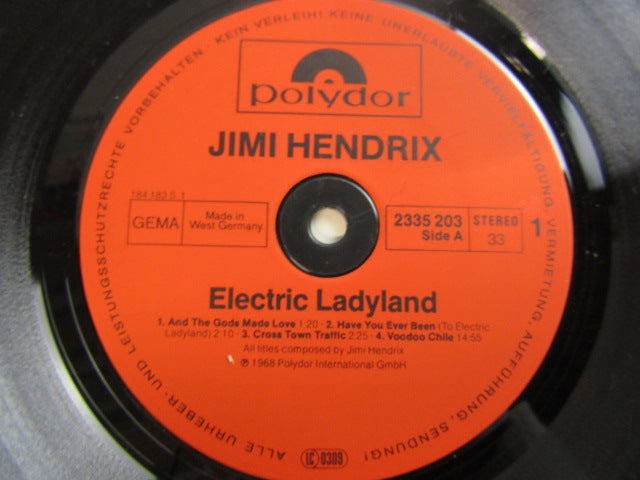 polydor
JIMI HENDRIX
184 183 S 1
GEMA
Made in
West Germany
2335 203
Side A
STEREO
33
1
Electric Ladyland
1. And The Gods Made Love 1:20 · 2. Have You Ever Been (To Electric
Ladyland) 2:10 · 3. Cross Town Traffic 2:25 · 4. Voodoo Chile 14:55
All titles composed by Jimi Hendrix
℗ 1968 Polydor International GmbH
LC 0309
ALLE URHEBER- UND LEISTUNGSSCHUTZRECHTE VORBEHALTEN · KEIN VERLEIH! KEINE UNERLAUBTE VERVIELFÄLTIGUNG, VERMIETUNG, AUFFÜHRUNG, SENDUNG!